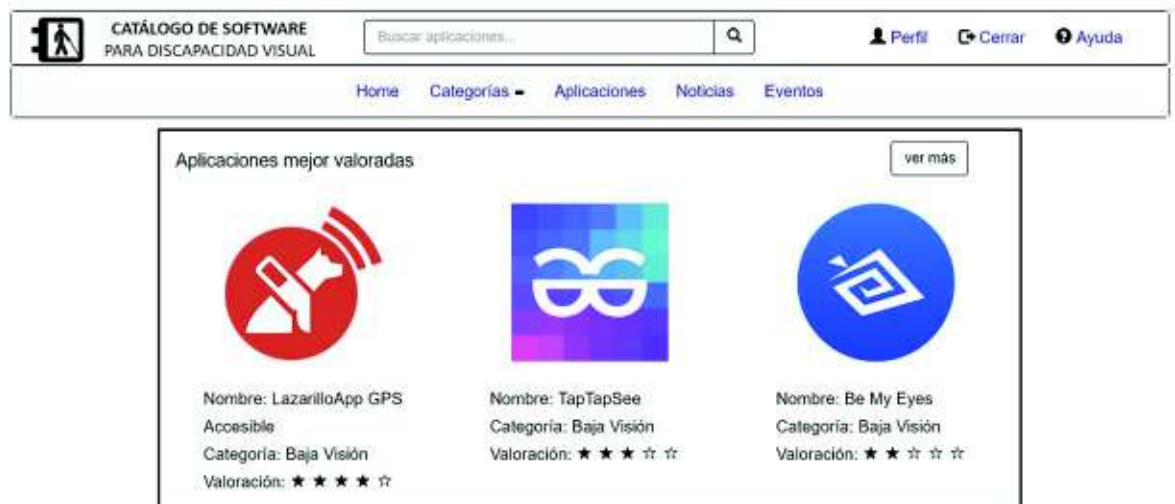 CATÁLOGO DE SOFTWARE
PARA DISCAPACIDAD VISUAL
Buscar aplicaciones...
Perfil
Cerrar
Ayuda
Home
Categorías
Aplicaciones
Noticias
Eventos
Aplicaciones mejor valoradas
ver más
Nombre: LazarilloApp GPS
Accesible
Categoría: Baja Visión
Valoración: ★ ★ ★ ★ ☆
Nombre: TapTapSee
Categoría: Baja Visión
Valoración: ★ ★ ★ ☆ ☆
Nombre: Be My Eyes
Categoría: Baja Visión
Valoración: ★ ★ ☆ ☆ ☆